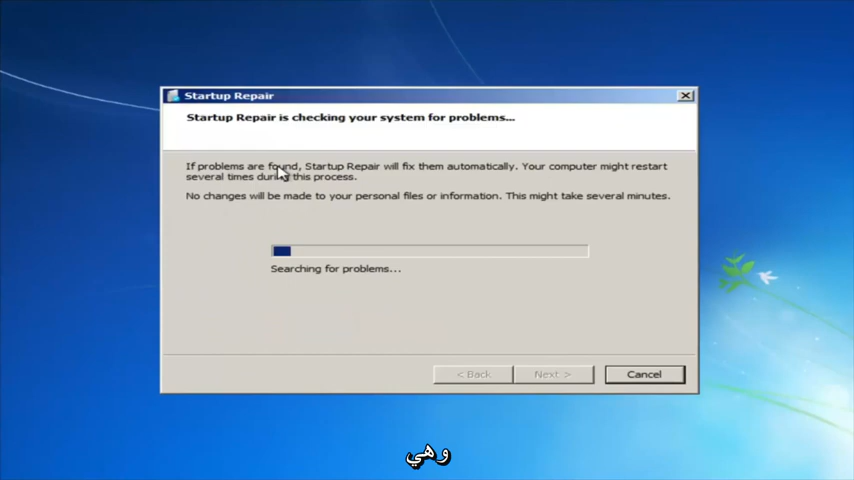 Startup Repair
Startup Repair is checking your system for problems...
If problems are found, Startup Repair will fix them automatically. Your computer might restart
several times during this process.
No changes will be made to your personal files or information. This might take several minutes.
Searching for problems...
< Back
Next >
Cancel
وهي